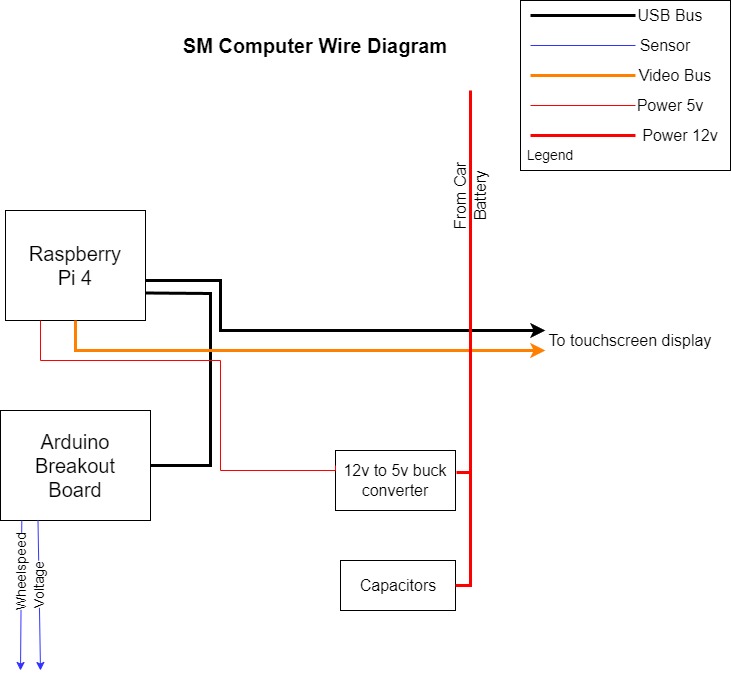 SM Computer Wire Diagram
USB Bus
Sensor
Video Bus
Power 5v
Power 12v
Legend
From Car
Battery
Raspberry
Pi 4
To touchscreen display
Arduino
Breakout
Board
12v to 5v buck
converter
Capacitors
Wheelspeed
Voltage